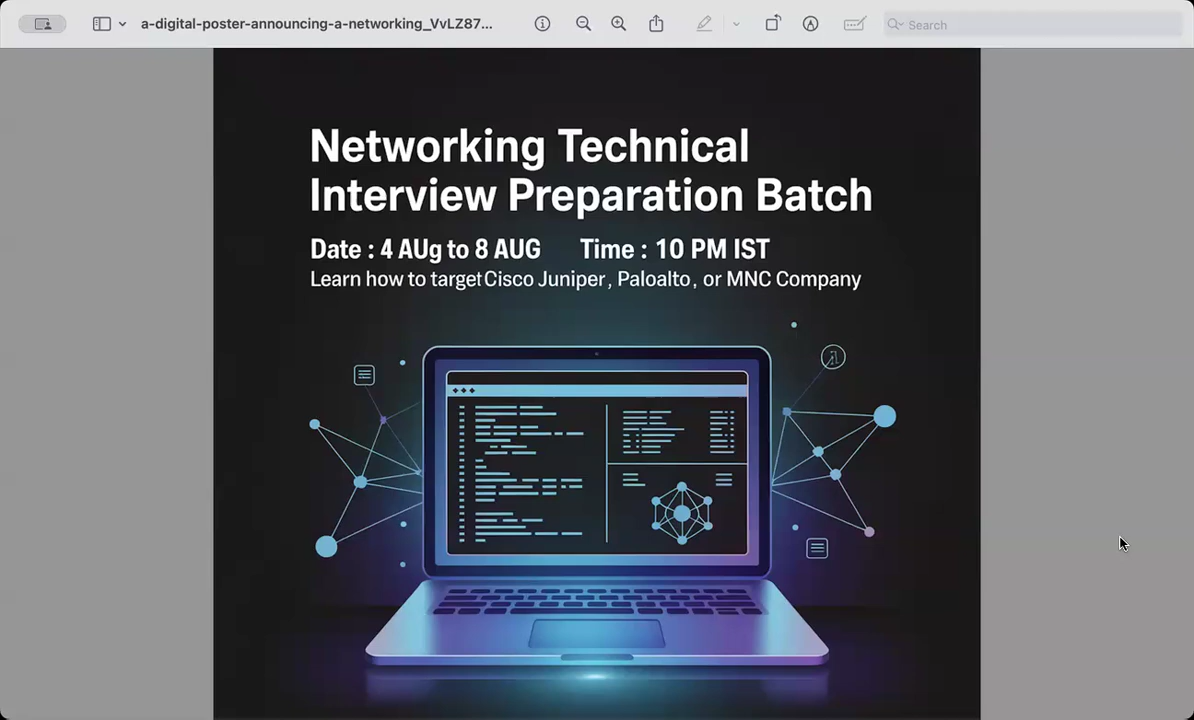 a-digital-poster-announcing-a-networking_VvLZ87...
Search
Networking Technical
Interview Preparation Batch
Date : 4 AUg to 8 AUG Time : 10 PM IST
Learn how to target Cisco Juniper, Paloalto, or MNC Company